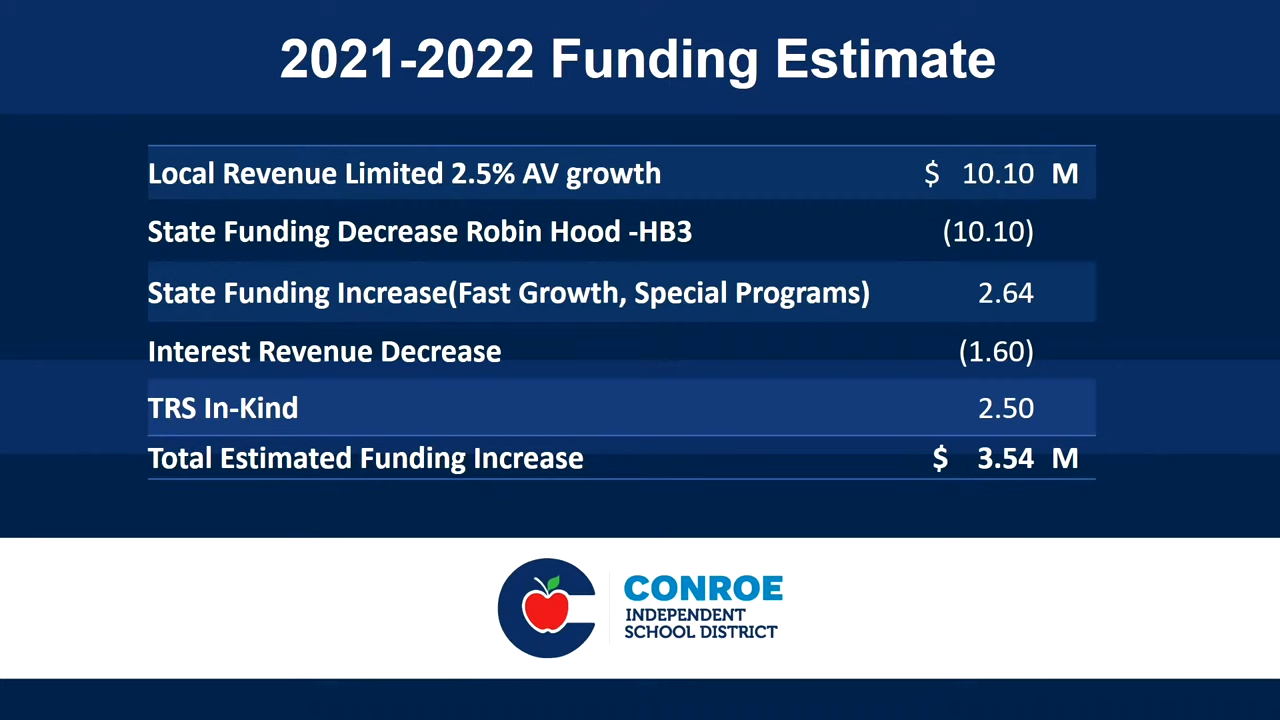 2021-2022 Funding Estimate
Local Revenue Limited 2.5% AV growth $ 10.10 M
State Funding Decrease Robin Hood -HB3 (10.10)
State Funding Increase(Fast Growth, Special Programs) 2.64
Interest Revenue Decrease (1.60)
TRS In-Kind 2.50
Total Estimated Funding Increase $ 3.54 M
CONROE
INDEPENDENT
SCHOOL DISTRICT